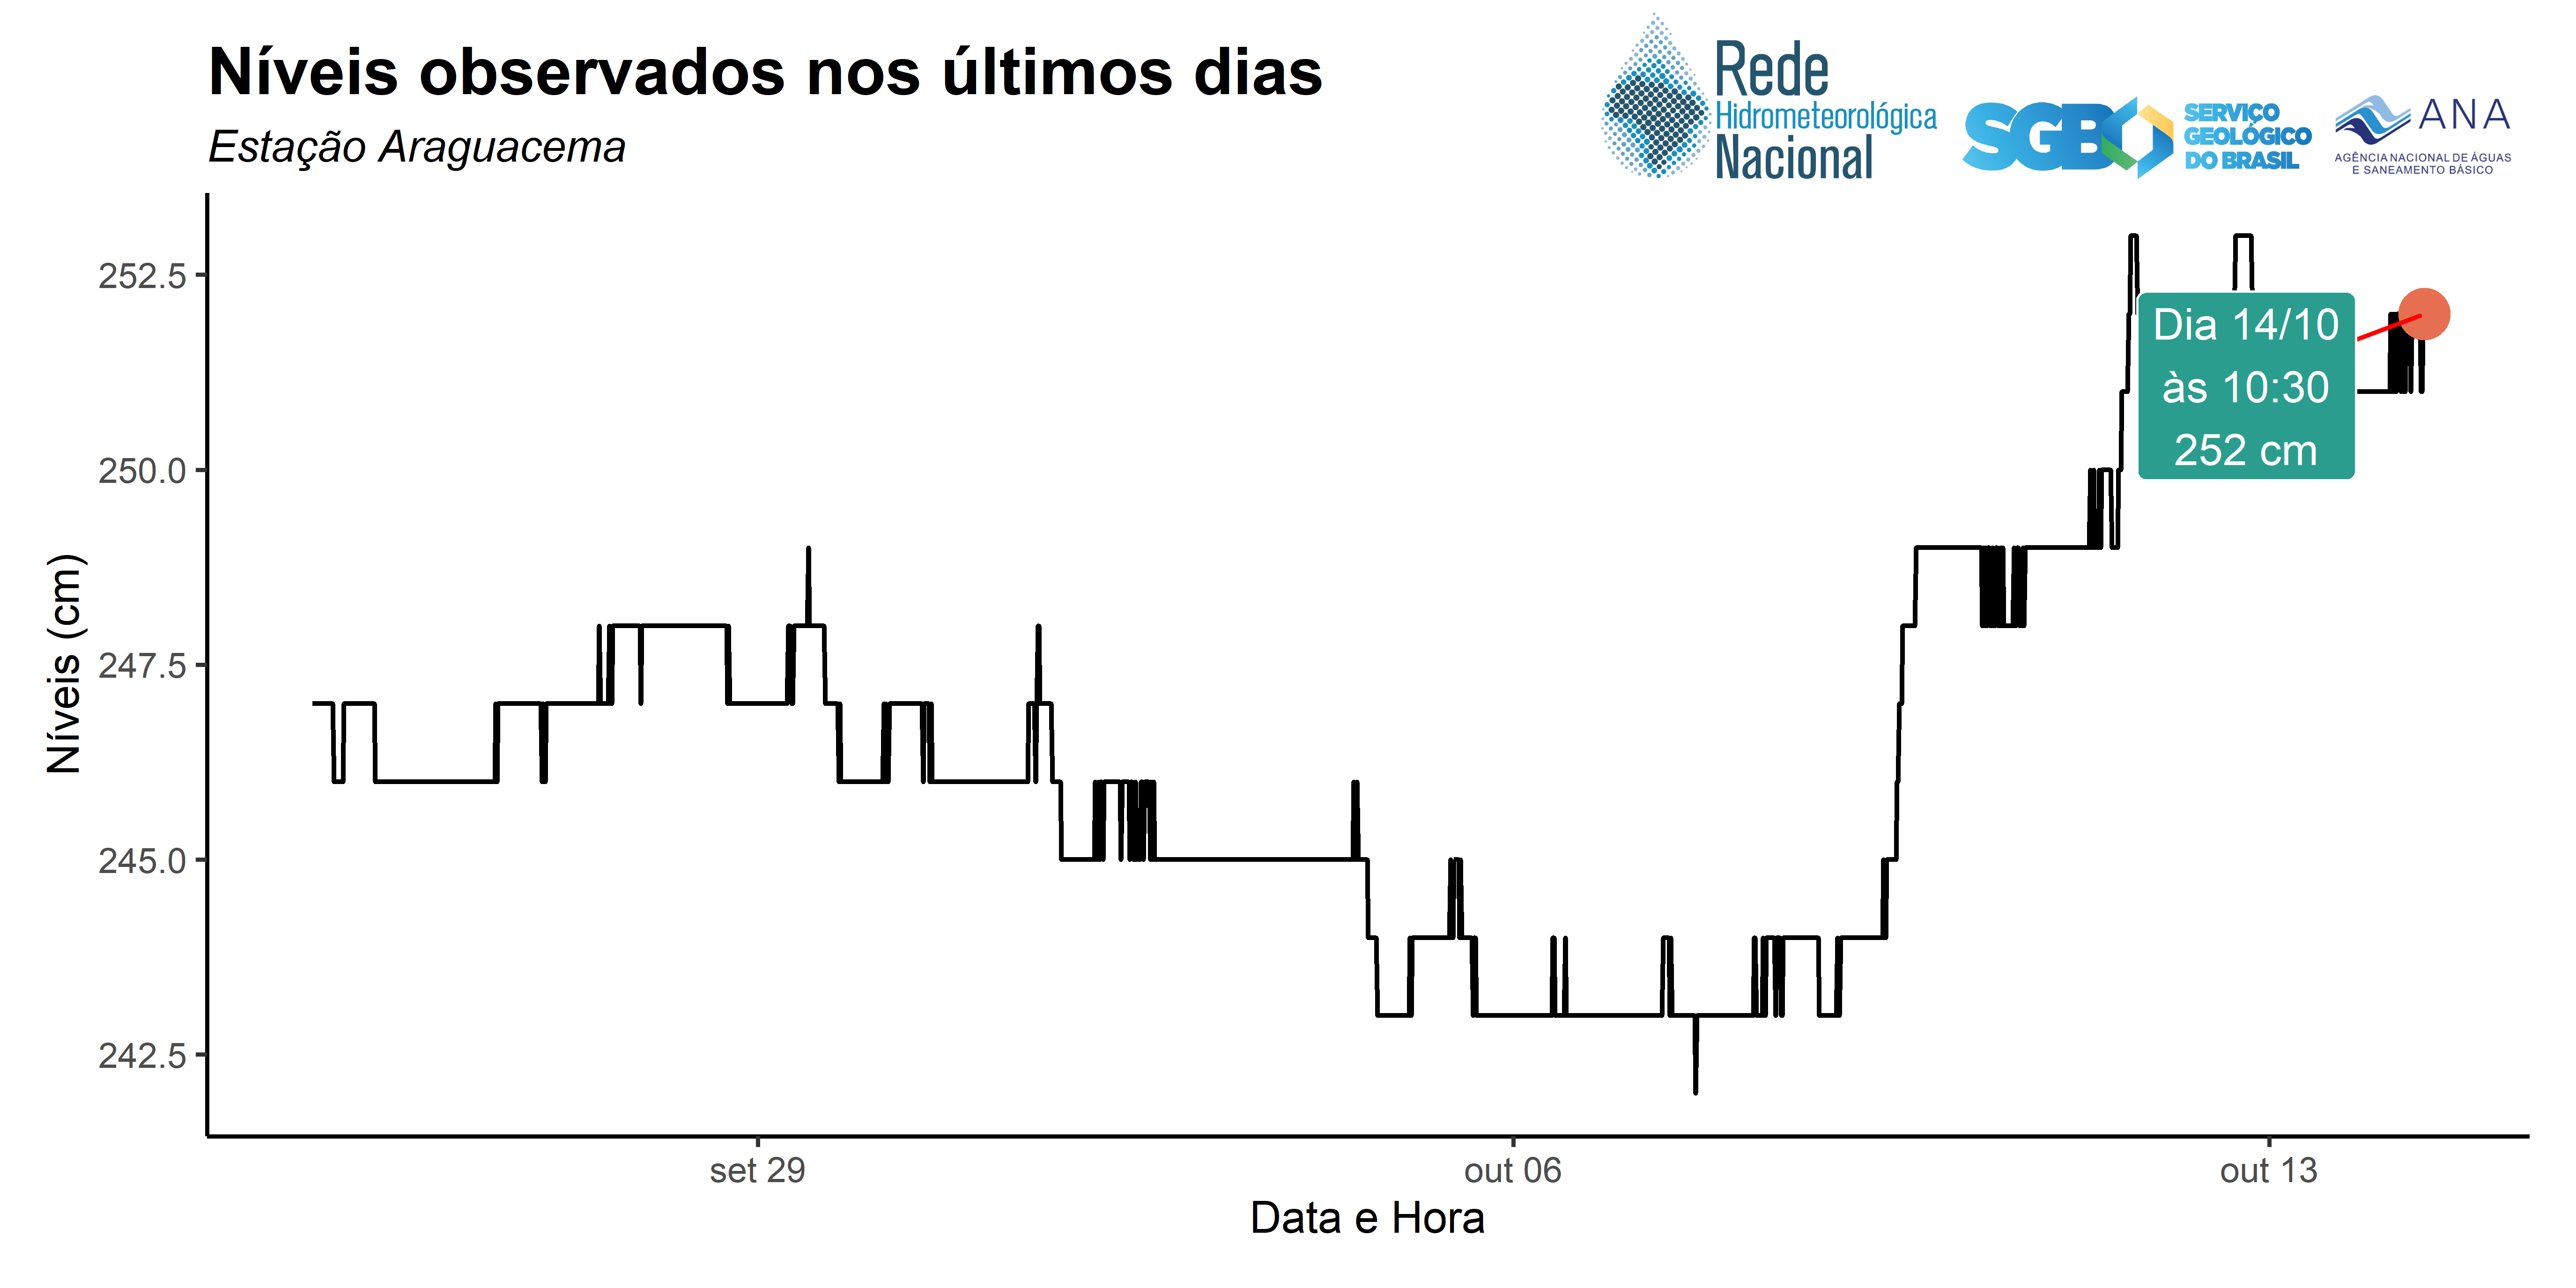 Níveis observados nos últimos dias
Estação Araguacema
Rede
Hidrometeorológica
Nacional
SGB
SERVIÇO
GEOLÓGICO
DO BRASIL
ANA
AGÊNCIA NACIONAL DE ÁGUAS
E SANEAMENTO BÁSICO
252.5
250.0
247.5
245.0
242.5
Níveis (cm)
Dia 14/10
às 10:30
252 cm
set 29
out 06
out 13
Data e Hora